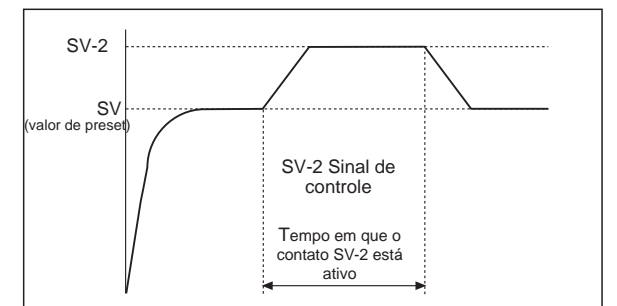 SV-2
SV
(valor de preset)
SV-2 Sinal de
controle
Tempo em que o
contato SV-2 está
ativo